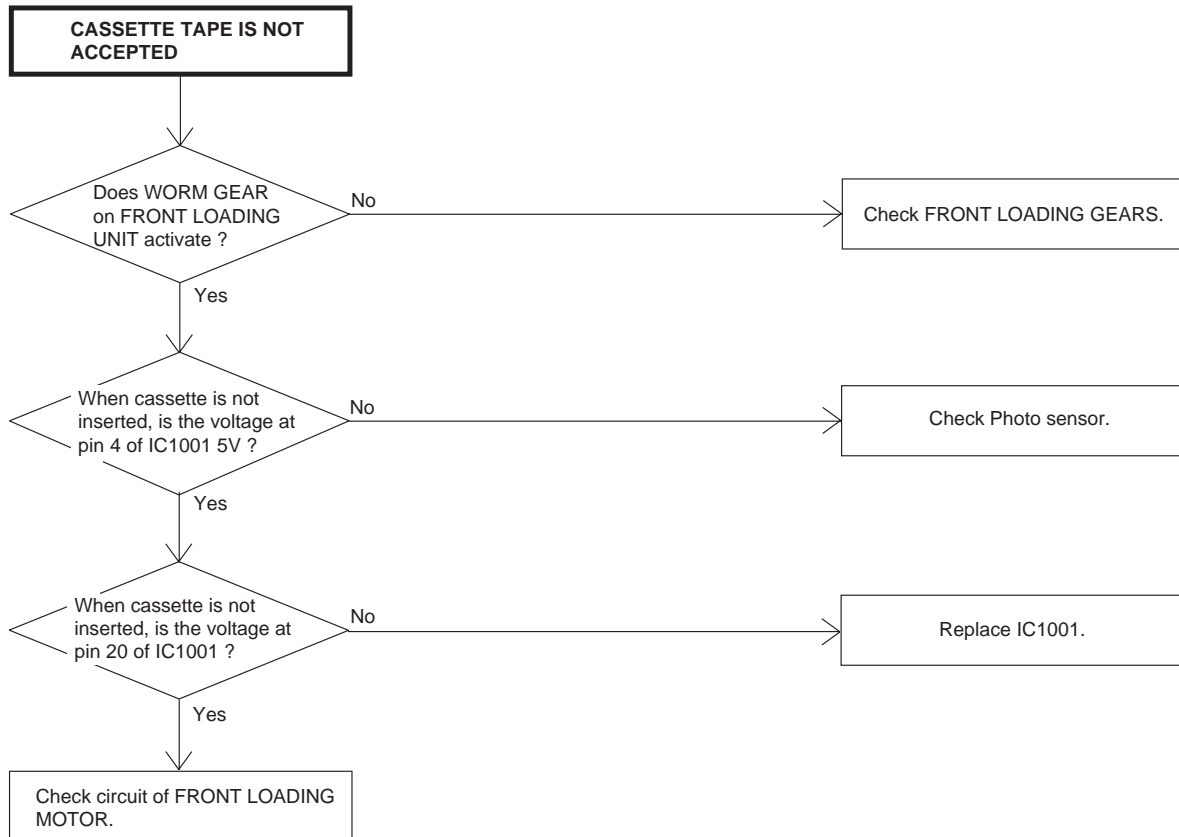 CASSETTE TAPE IS NOT
ACCEPTED
Does WORM GEAR
on FRONT LOADING
UNIT activate ?
No
Check FRONT LOADING GEARS.
Yes
When cassette is not
inserted, is the voltage at
pin 4 of IC1001 5V ?
No
Check Photo sensor.
Yes
When cassette is not
inserted, is the voltage at
pin 20 of IC1001 ?
No
Replace IC1001.
Yes
Check circuit of FRONT LOADING
MOTOR.